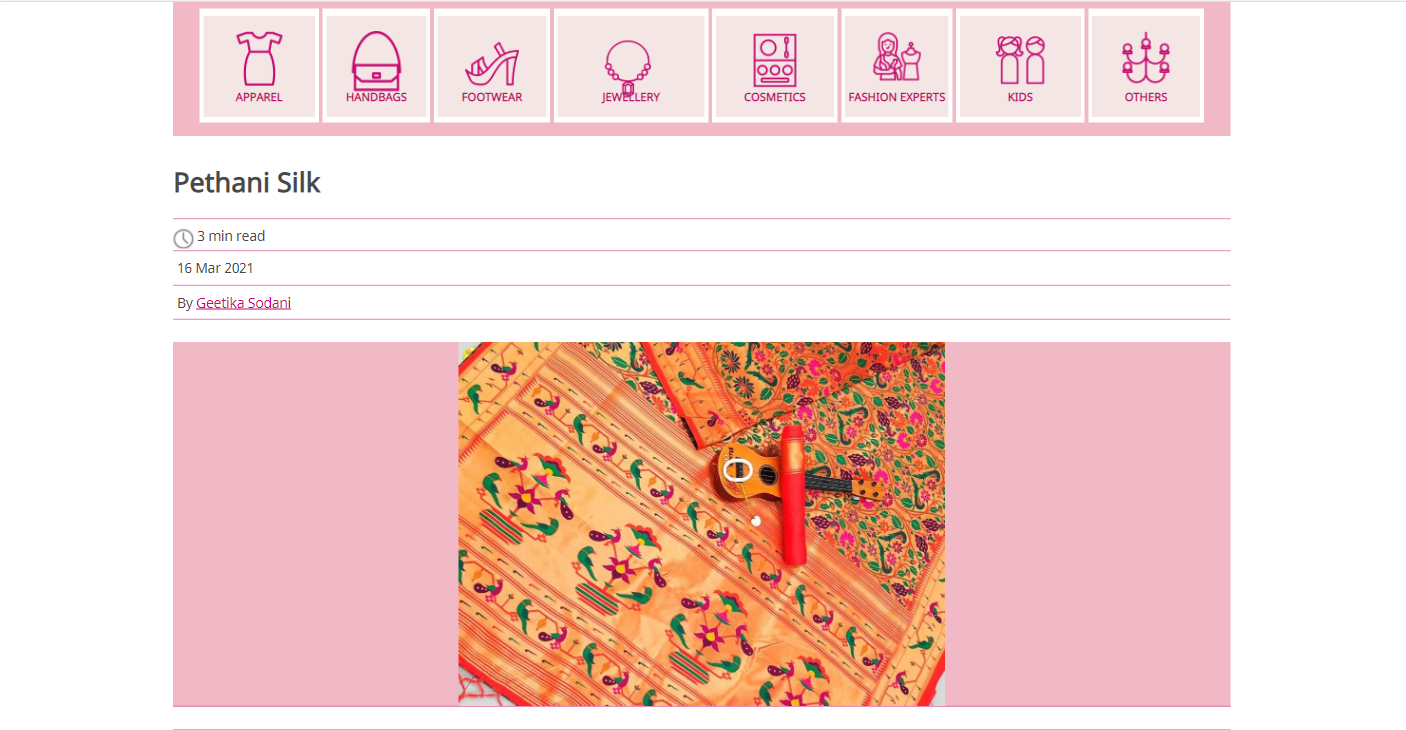 APPAREL HANDBAGS FOOTWEAR JEWELLERY COSMETICS FASHION EXPERTS KIDS OTHERS
Pethani Silk
3 min read
16 Mar 2021
By Geetika Sodani